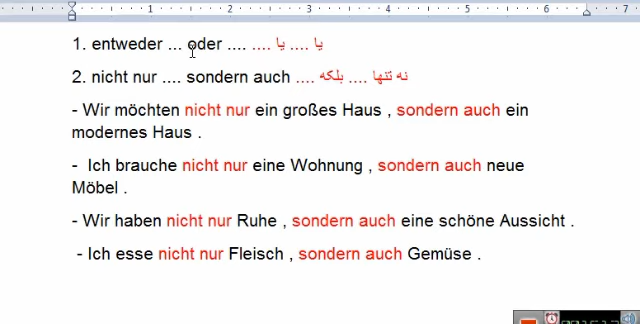 1. entweder ... oder .... یا .... یا ....
2. nicht nur .... sondern auch .... نه تنها .... بلکه ....
- Wir möchten nicht nur ein großes Haus , sondern auch ein
modernes Haus .
- Ich brauche nicht nur eine Wohnung , sondern auch neue
Möbel .
- Wir haben nicht nur Ruhe , sondern auch eine schöne Aussicht .
- Ich esse nicht nur Fleisch , sondern auch Gemüse .